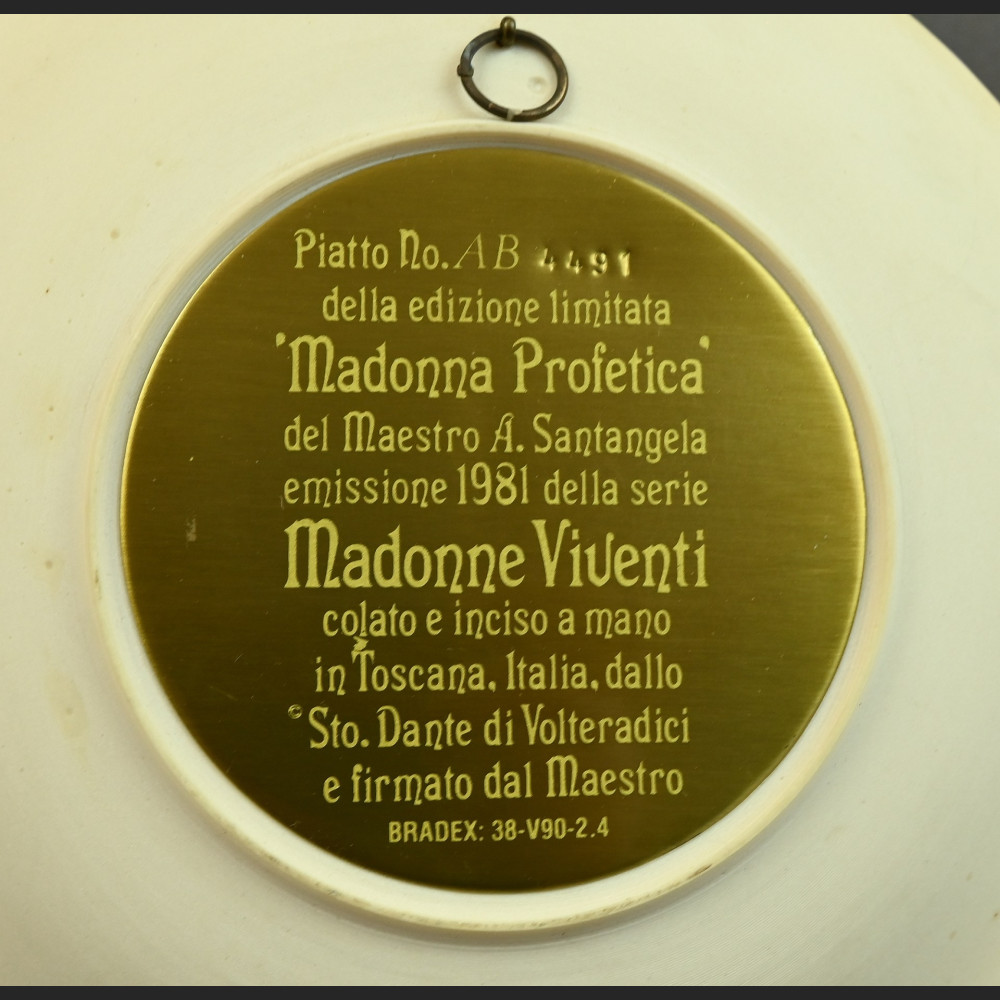 Piatto No. AB 4491
della edizione limitata
'Madonna Profetica'
del Maestro A. Santangela
emissione 1981 della serie
Madonne Viventi
colato e inciso a mano
in Toscana, Italia, dallo
©Sto. Dante di Volteradici
e firmato dal Maestro
BRADEX: 38-V90-2.4